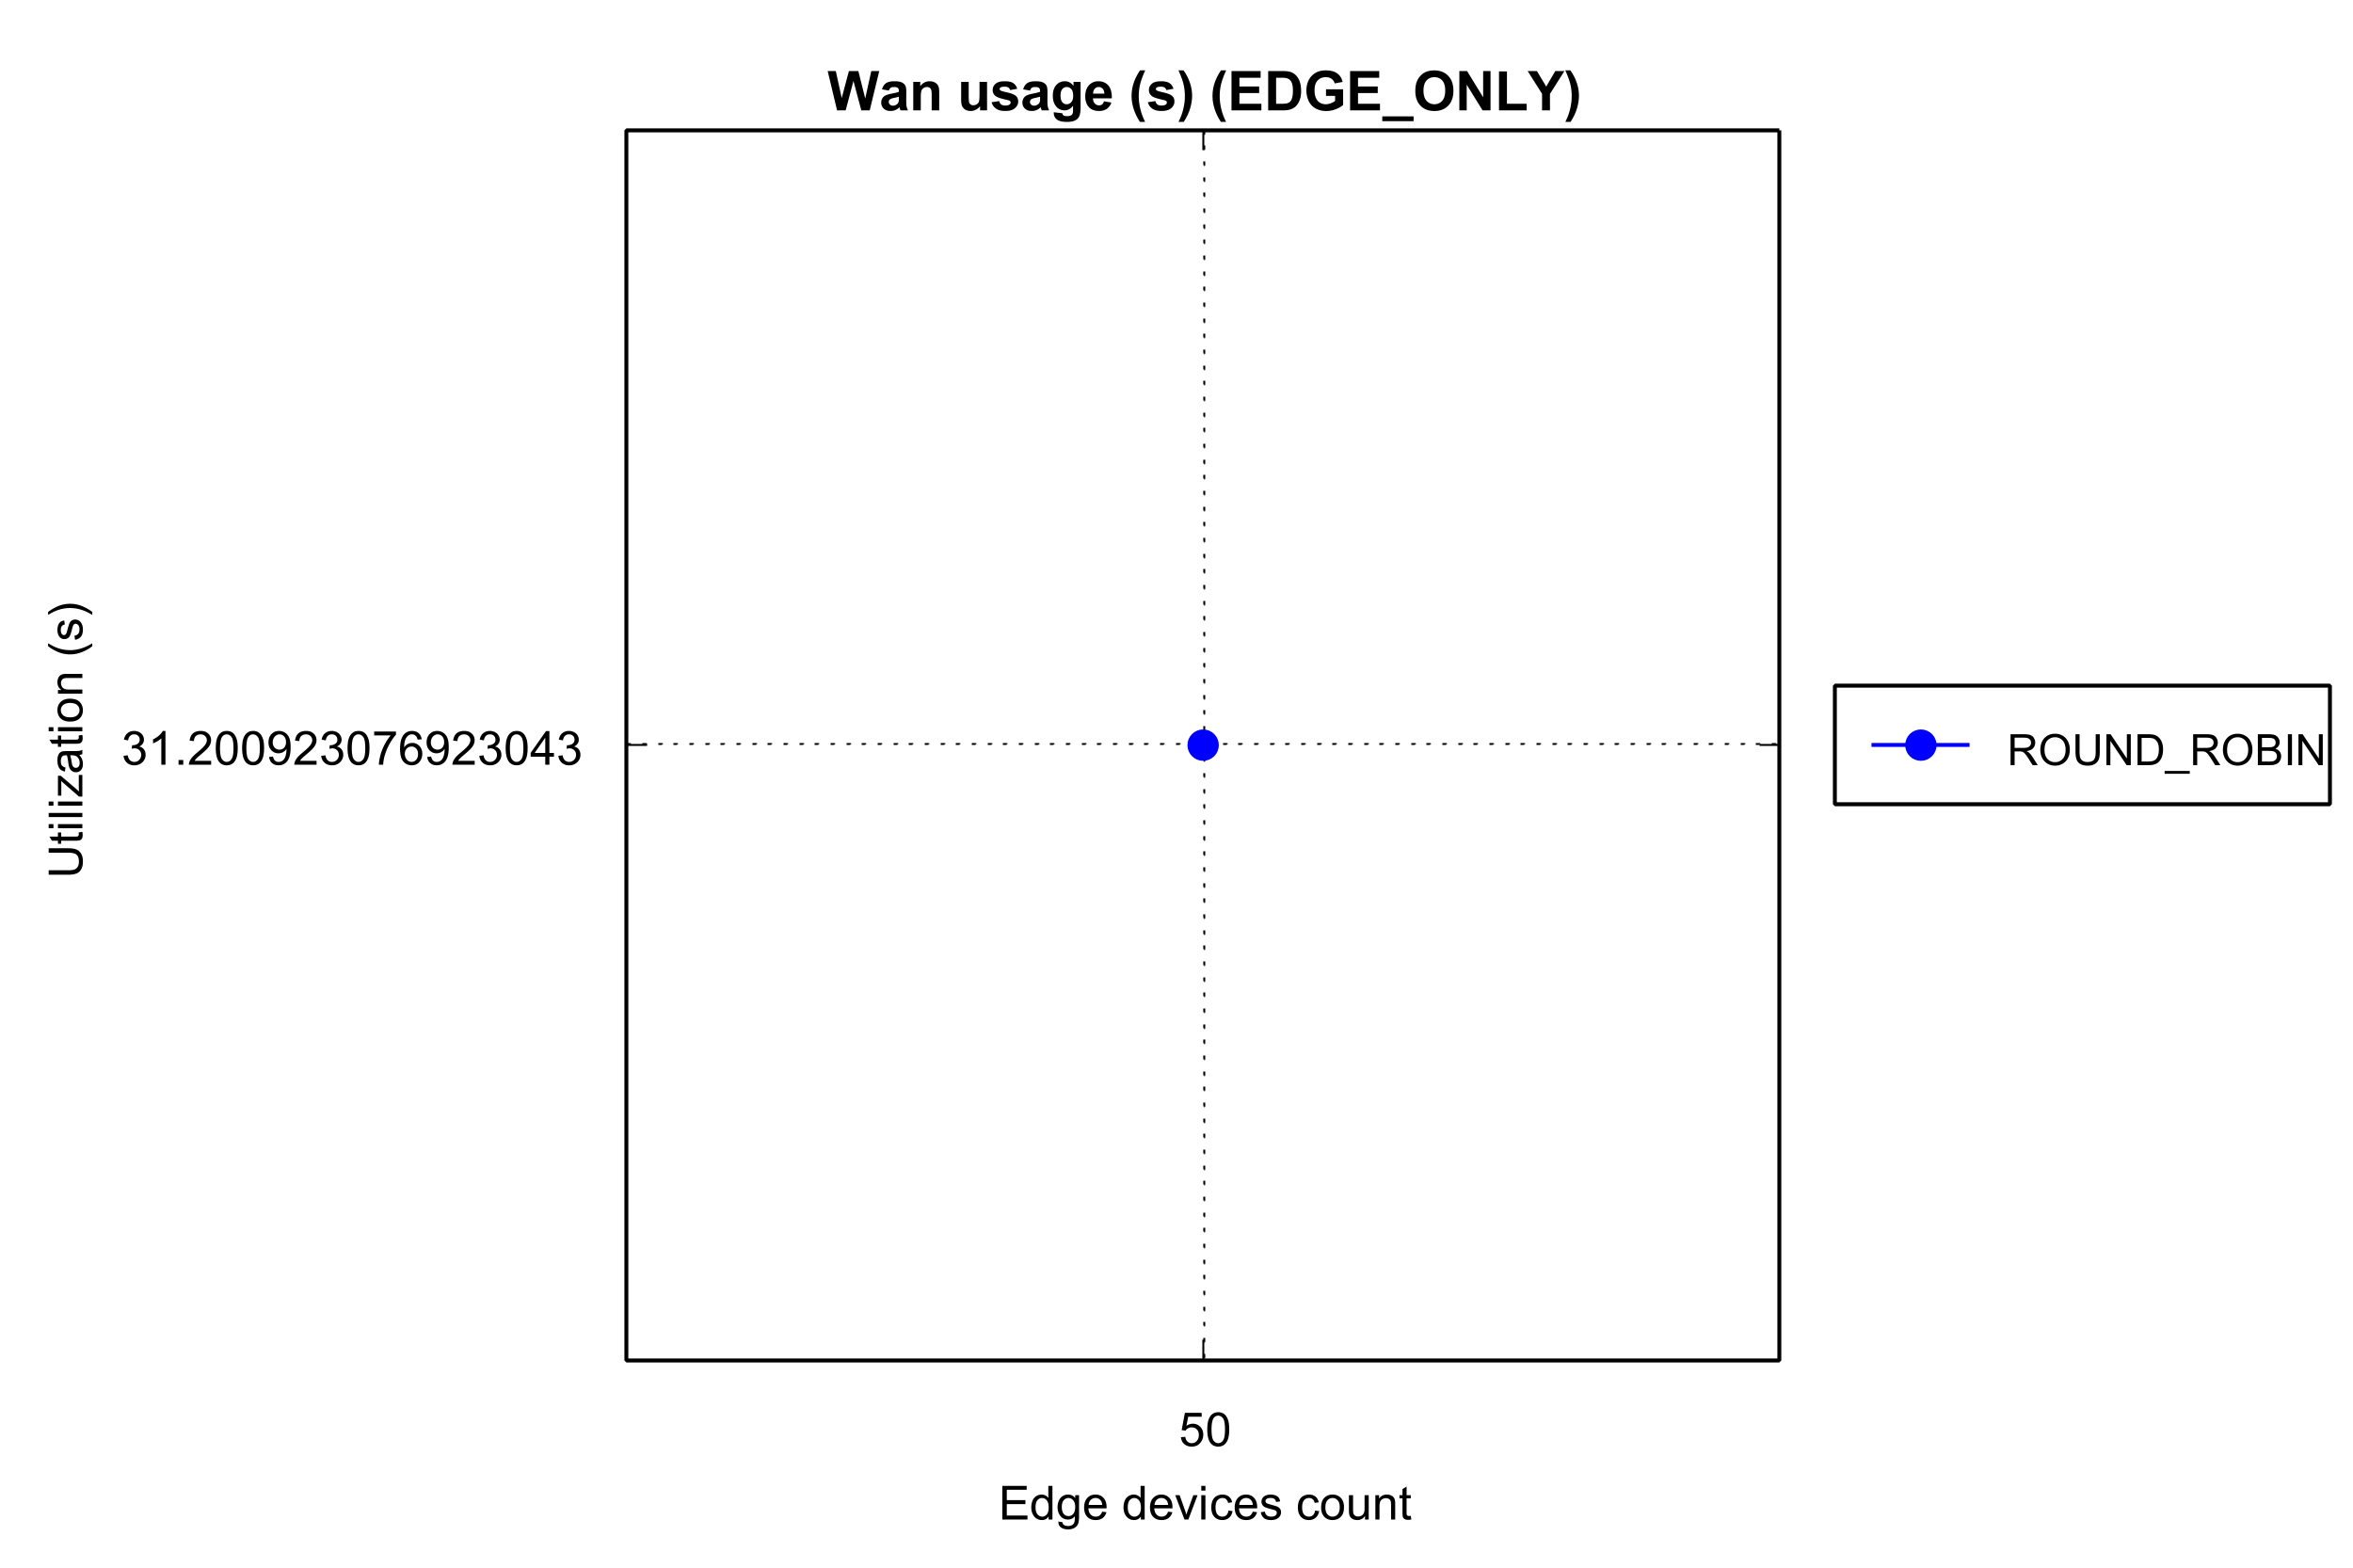 Wan usage (s) (EDGE_ONLY)
Utilization (s)
31.200923076923043
ROUND_ROBIN
50
Edge devices count